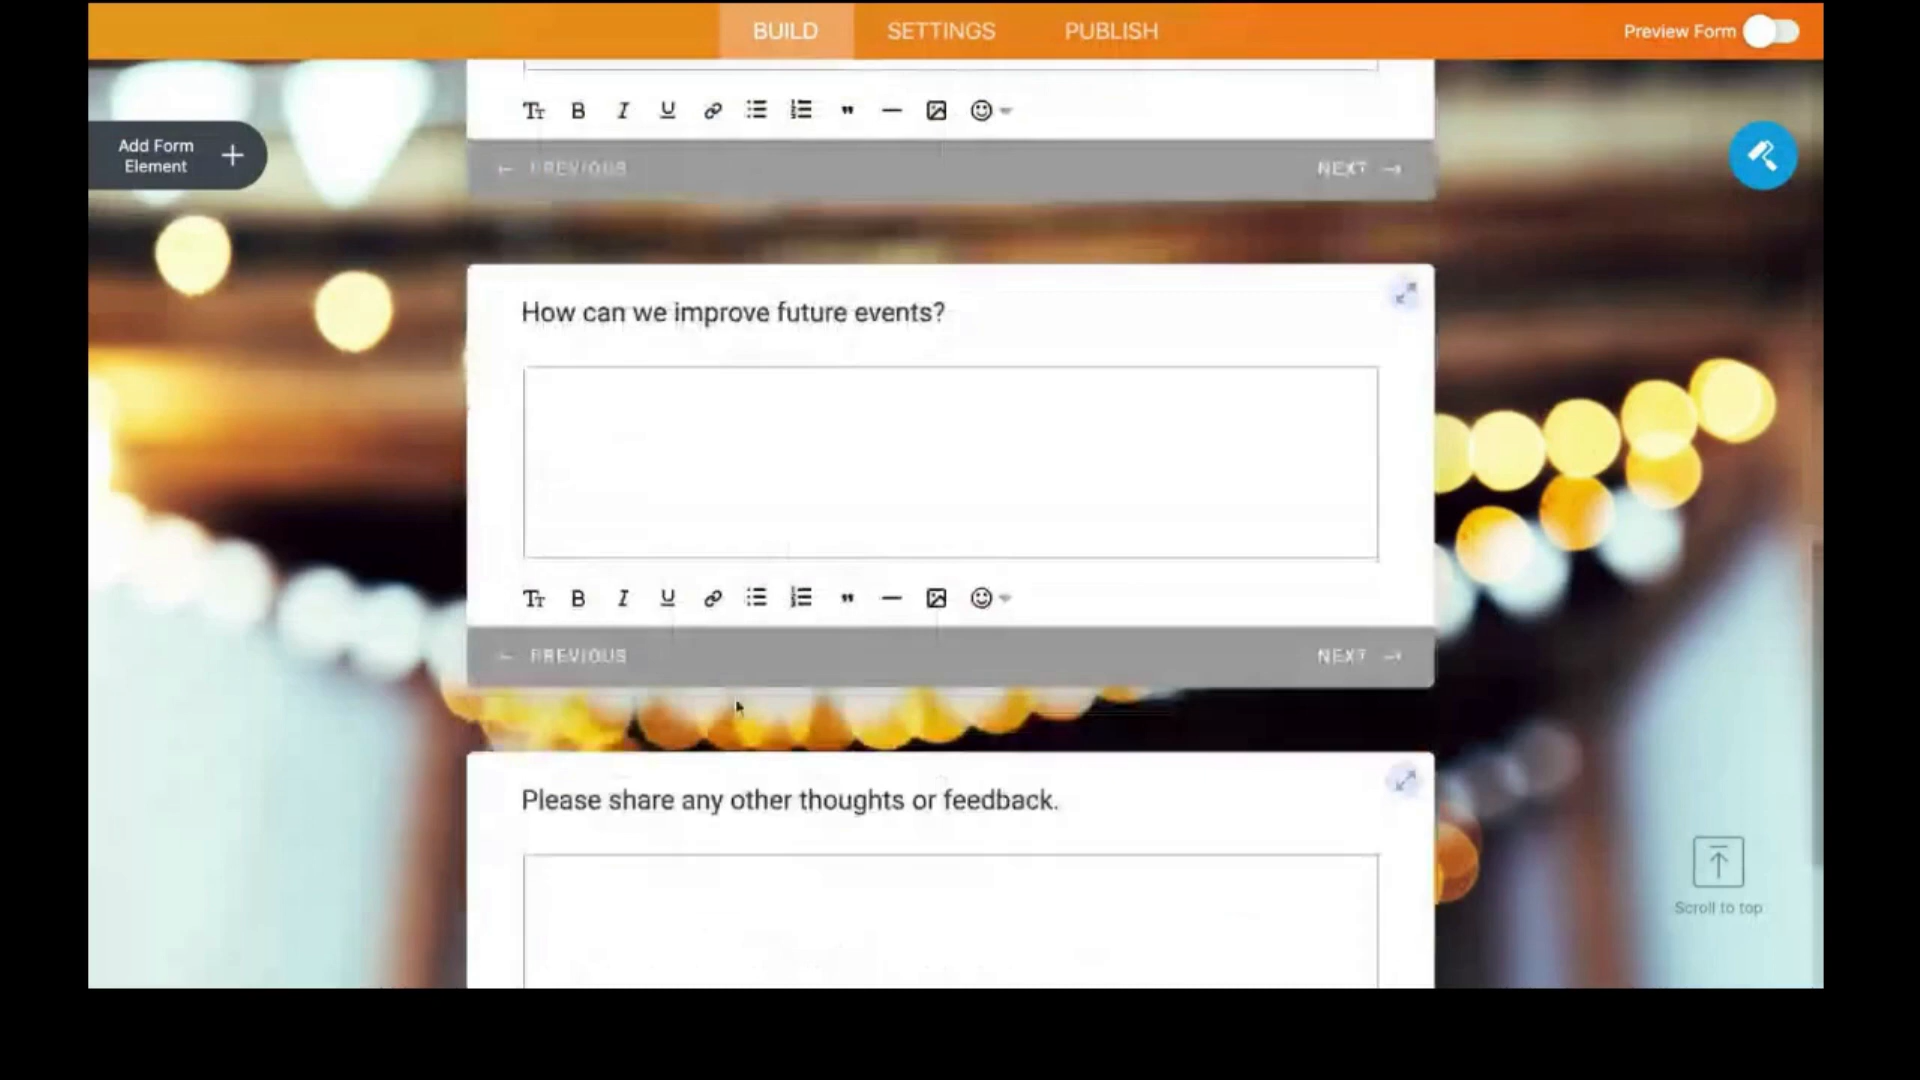 BUILD SETTINGS PUBLISH Preview Form
Add Form
Element
PREVIOUS NEXT
How can we improve future events?
PREVIOUS NEXT
Please share any other thoughts or feedback.
Scroll to top